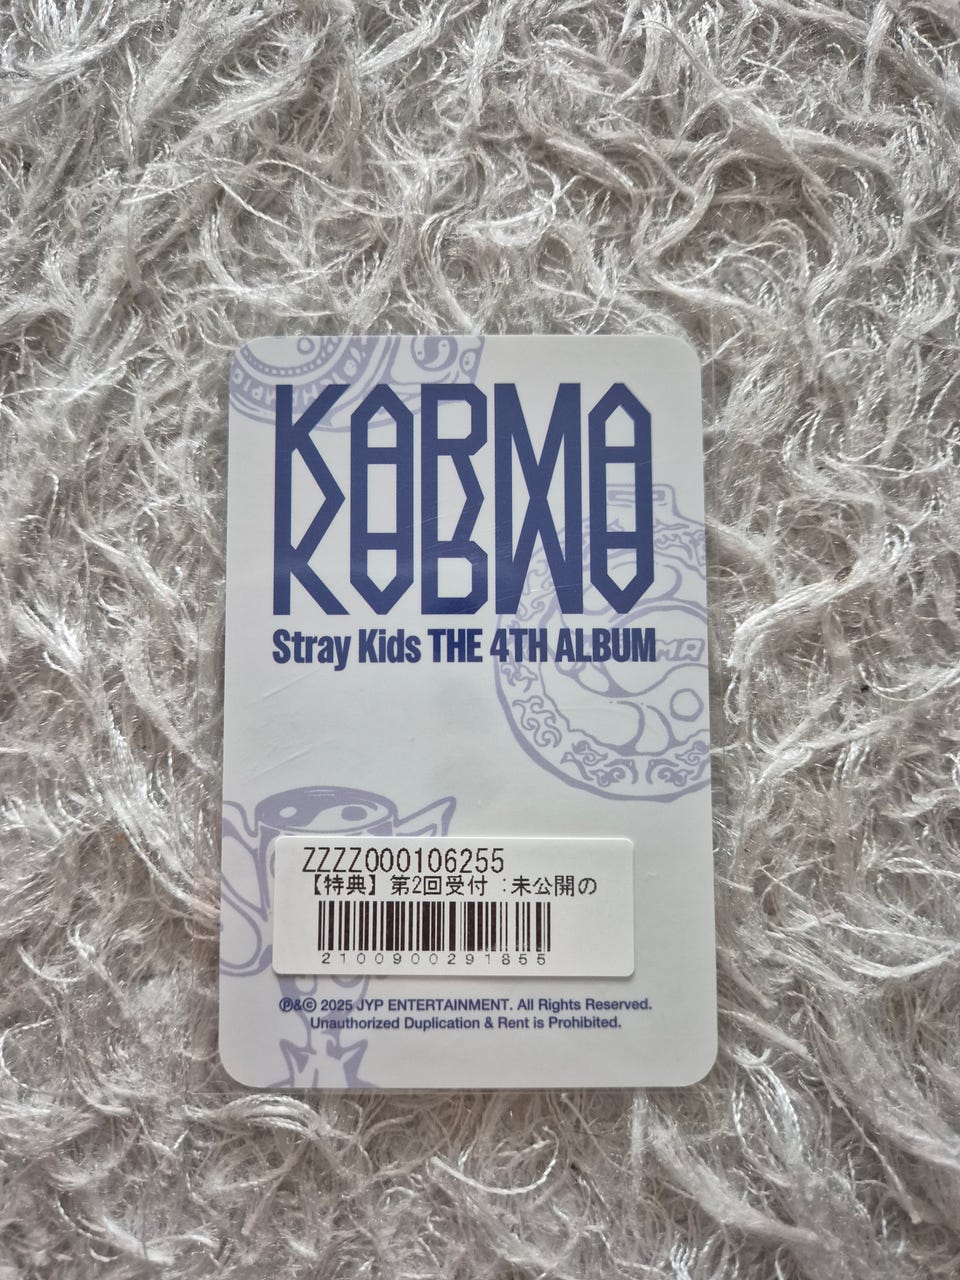 KARMA
Stray Kids THE 4TH ALBUM
ZZZZ000106255
【特典】第2回受付 :未公開の
2100900291855
℗&© 2025 JYP ENTERTAINMENT. All Rights Reserved.
Unauthorized Duplication & Rent is Prohibited.